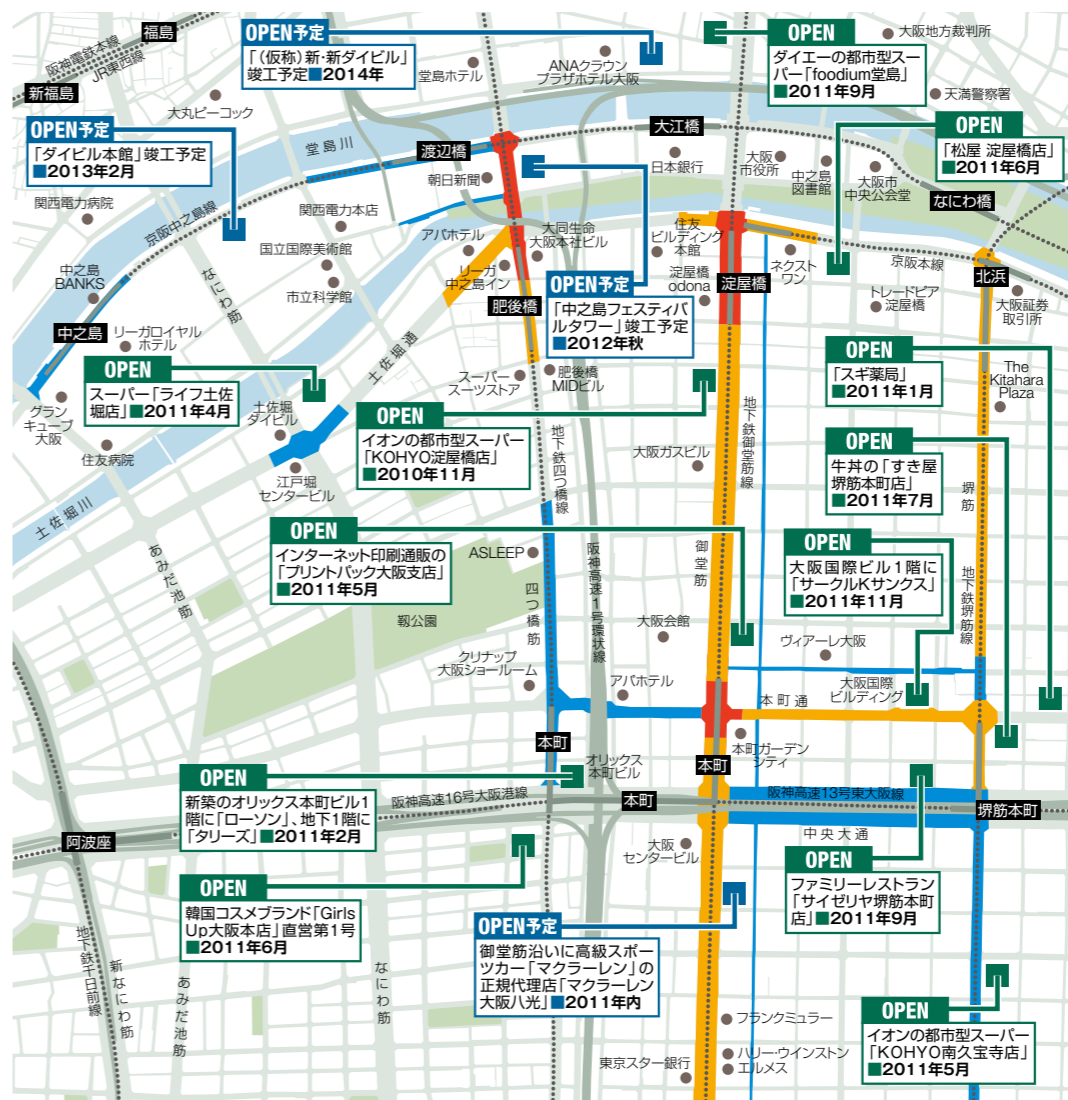 阪神電鉄本線
福島
JR東西線
新福島
大丸ピーコック
OPEN予定
「（仮称）新・新ダイビル」
竣工予定■2014年
堂島ホテル
ANAクラウン
プラザホテル大阪
OPEN
ダイエーの都市型スー
パー「foodium堂島」
■2011年9月
大阪地方裁判所
天満警察署
OPEN予定
「ダイビル本館」竣工予定
■2013年2月
堂島川
渡辺橋
大江橋
OPEN
「松屋 淀屋橋店」
■2011年6月
朝日新聞
日本銀行
大阪
市役所
中之島
図書館
大阪市
中央公会堂
なにわ橋
関西電力病院
京阪中之島線
関西電力本店
国立国際美術館
市立科学館
アパホテル
リーガ
中之島イン
大同生命
大阪本社ビル
住友
ビルディング
本館
淀屋橋
odona
淀屋橋
ネクスト
ワン
京阪本線
北浜
トレードピア
淀屋橋
大阪証券
取引所
中之島
BANKS
なにわ筋
中之島
リーガロイヤル
ホテル
肥後橋
OPEN予定
「中之島フェスティバ
ルタワー」竣工予定
■2012年秋
土佐堀通
OPEN
スーパー「ライフ土佐
堀店」■2011年4月
スーパー
スーツストア
肥後橋
MIDビル
OPEN
「スギ薬局」
■2011年1月
The
Kitahara
Plaza
グラン
キューブ
大阪
住友病院
土佐堀
ダイビル
江戸堀
センタービル
OPEN
イオンの都市型スーパー
「KOHYO淀屋橋店」
■2010年11月
地下鉄四つ橋線
大阪ガスビル
地下鉄御堂筋線
OPEN
牛丼の「すき屋
堺筋本町店」
■2011年7月
堺筋
土佐堀川
あみだ池筋
OPEN
インターネット印刷通販の
「プリントパック大阪支店」
■2011年5月
ASLEEP
四つ橋筋
阪神高速1号環状線
御堂筋
OPEN
大阪国際ビル1階に
「サークルKサンクス」
■2011年11月
地下鉄堺筋線
靱公園
大阪会館
ヴィアーレ大阪
クリナップ
大阪ショールーム
アパホテル
本町通
大阪国際
ビルディング
本町
オリックス
本町ビル
本町
本町ガーデン
シティ
OPEN
新築のオリックス本町ビル1
階に「ローソン」、地下1階に
「タリーズ」■2011年2月
阪神高速16号大阪港線
本町
阪神高速13号東大阪線
堺筋本町
阿波座
中央大通
大阪
センタービル
OPEN
ファミリーレストラン
「サイゼリヤ堺筋本町
店」■2011年9月
OPEN
韓国コスメブランド「Girls
Up大阪本店」直営第1号
■2011年6月
OPEN予定
御堂筋沿いに高級スポー
ツカー「マクラーレン」の
正規代理店「マクラーレン
大阪八光」■2011年内
地下鉄千日前線
新なにわ筋
あみだ池筋
なにわ筋
フランクミュラー
ハリー・ウインストン
エルメス
東京スター銀行
OPEN
イオンの都市型スーパー
「KOHYO南久宝寺店」
■2011年5月